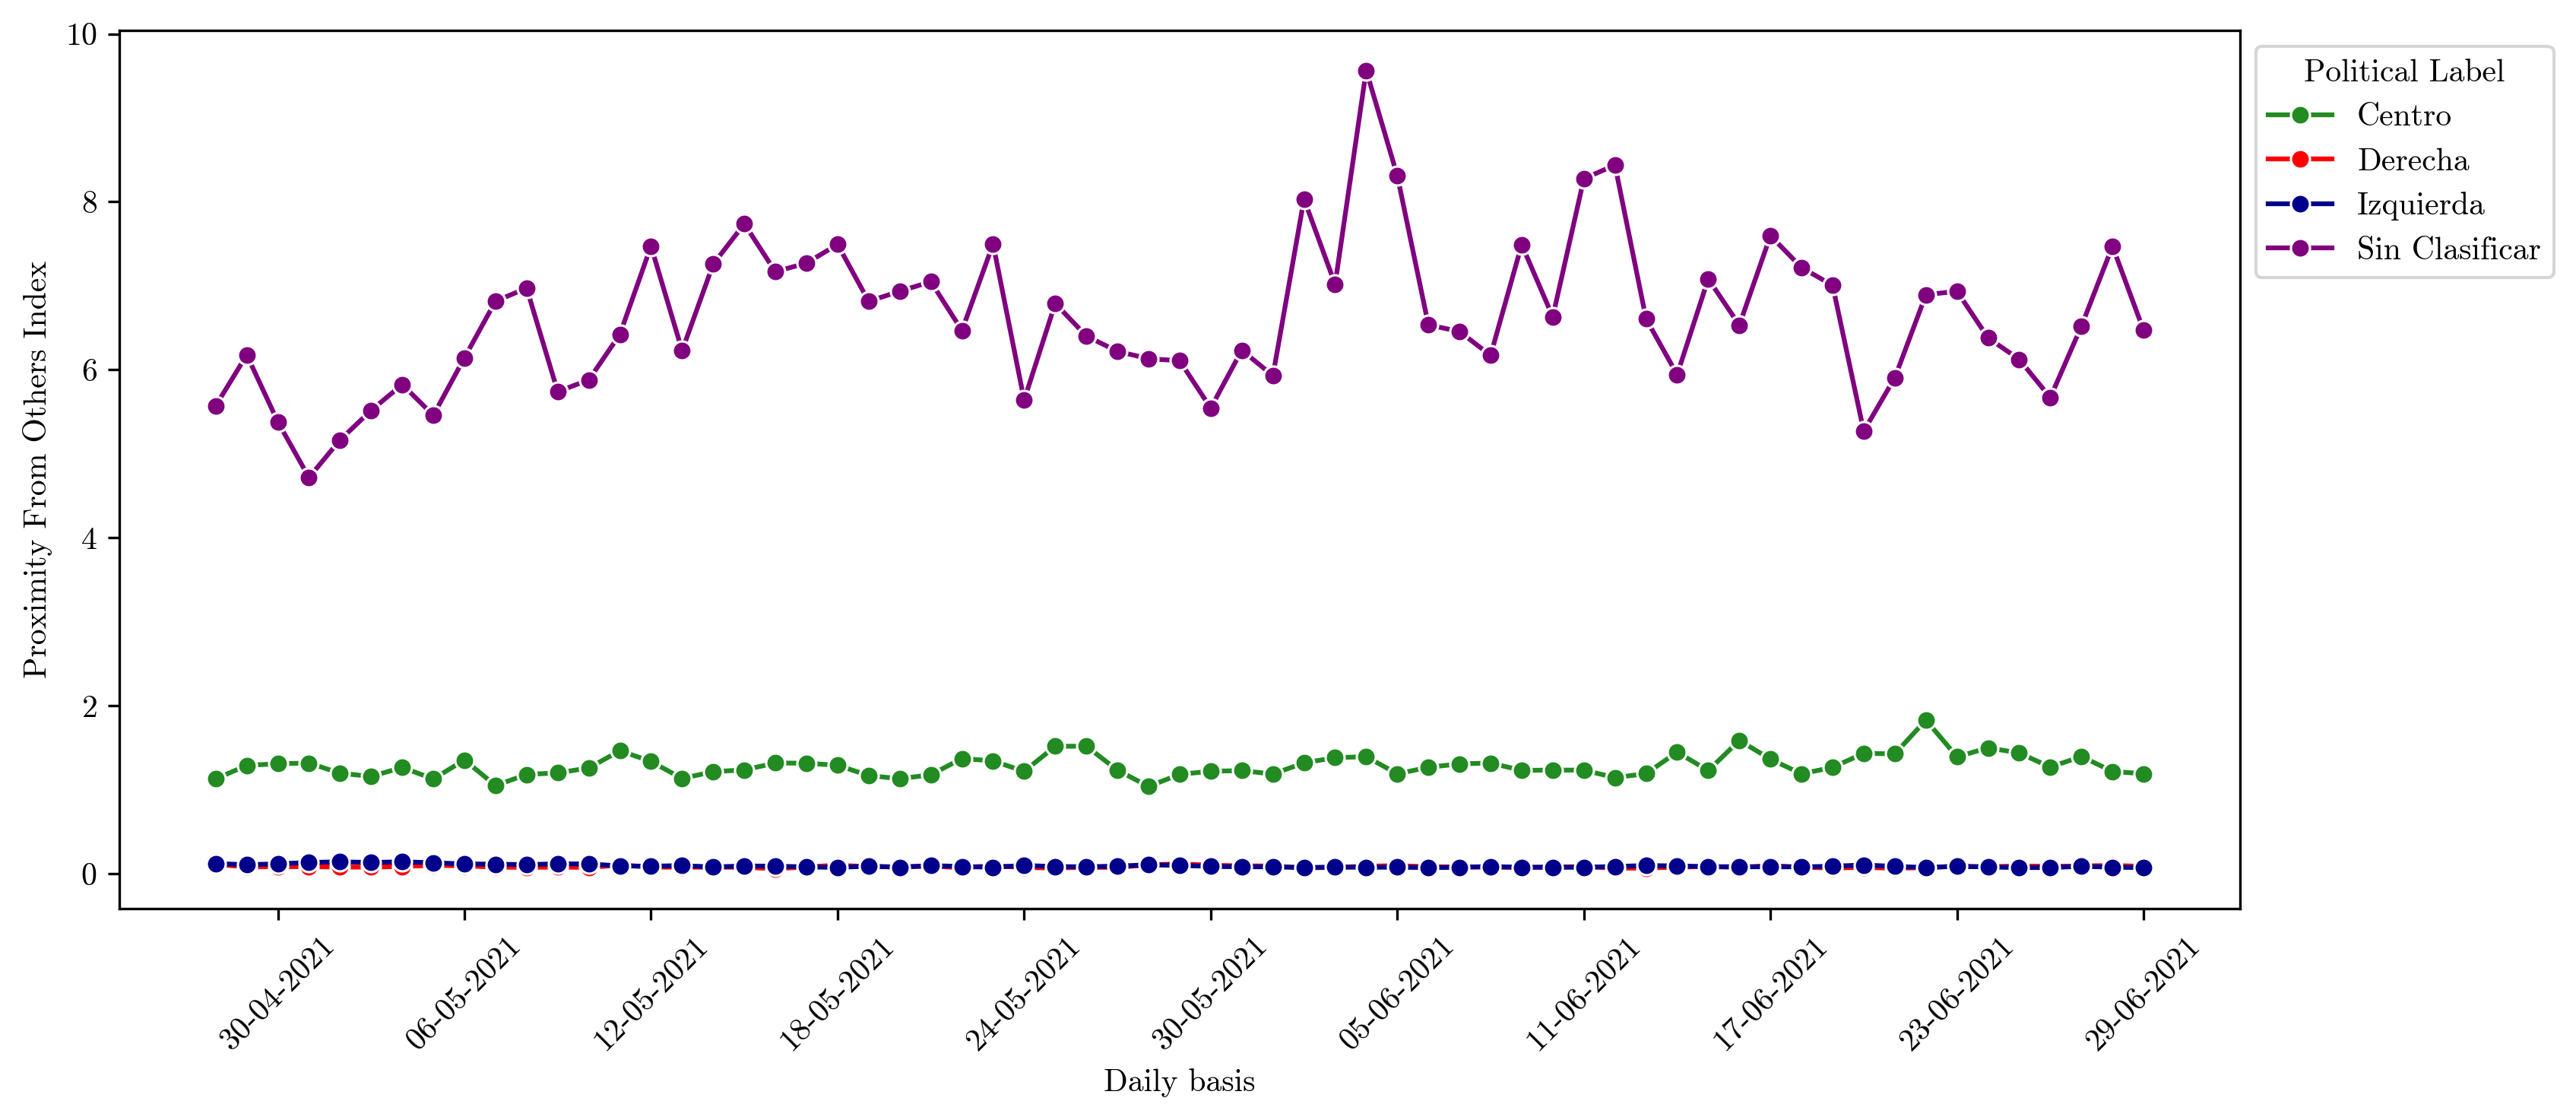 Proximity From Others Index
10
8
6
4
2
0
30-04-2021
06-05-2021
12-05-2021
18-05-2021
24-05-2021
30-05-2021
05-06-2021
11-06-2021
17-06-2021
23-06-2021
29-06-2021
Daily basis
Political Label
Centro
Derecha
Izquierda
Sin Clasificar